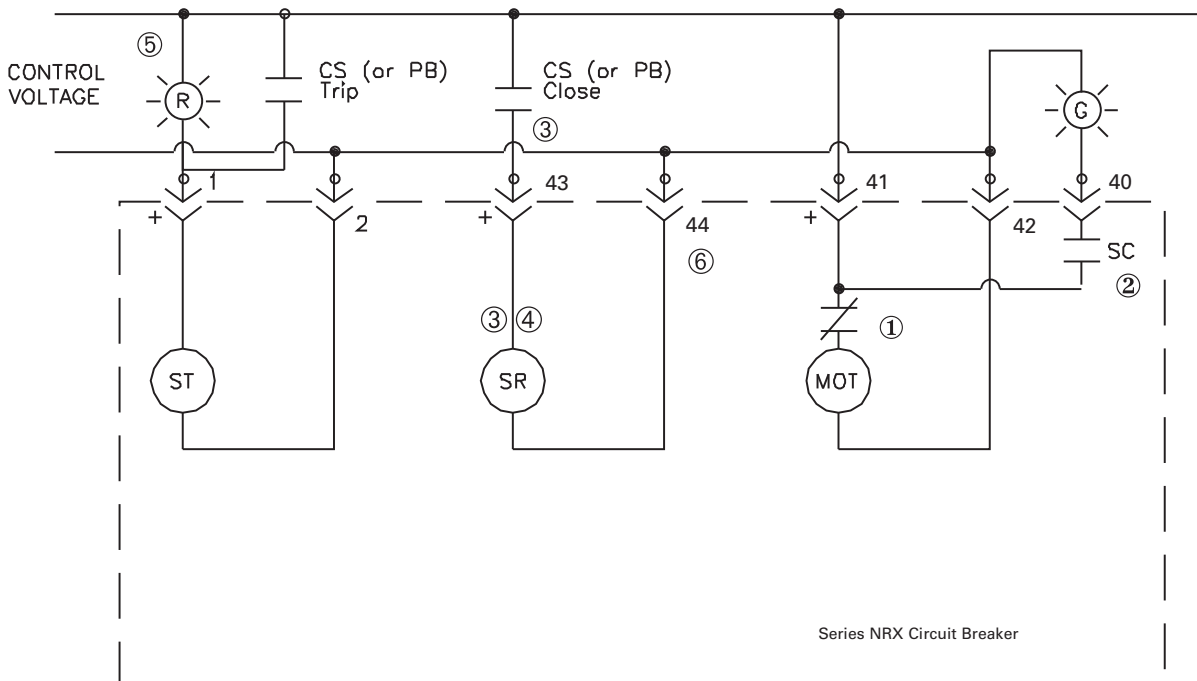 ⑤
CONTROL
VOLTAGE
R
CS (or PB)
Trip
CS (or PB)
Close
③
G
1
+
2
43
+
44
⑥
41
+
42
40
SC
②
③ ④
①
ST
SR
MOT
Series NRX Circuit Breaker